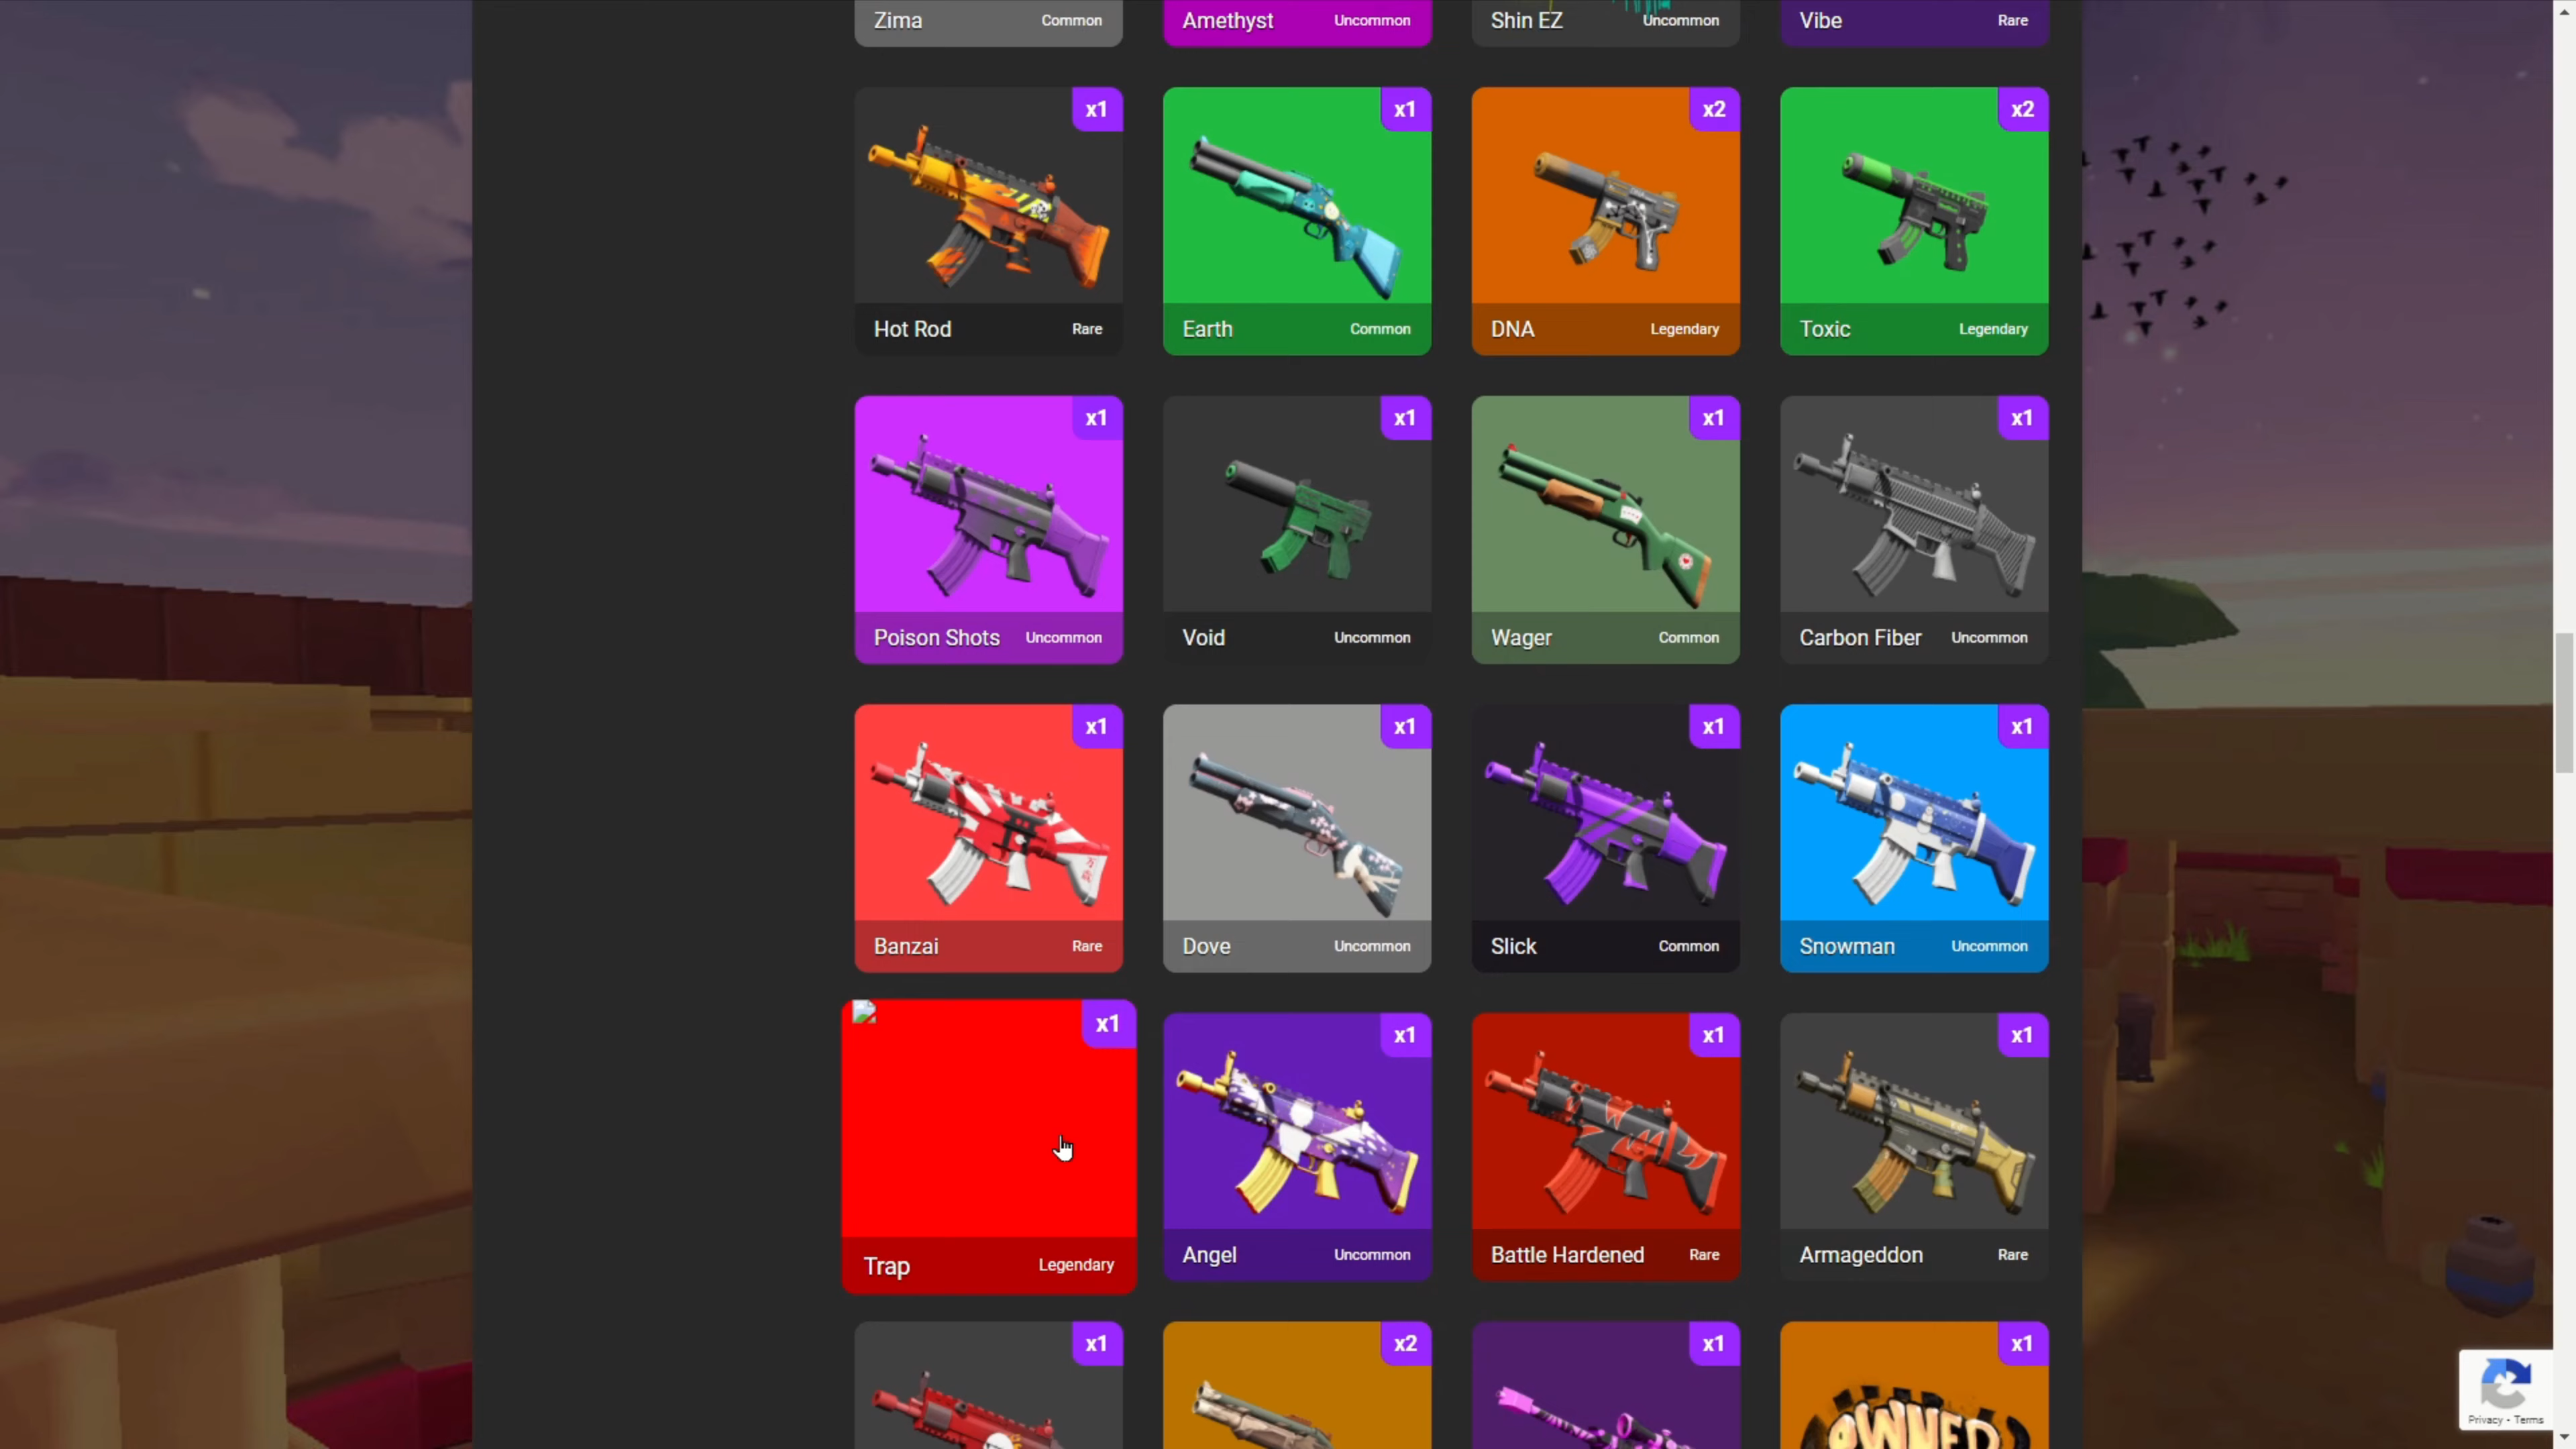 Zima Common Amethyst Uncommon Shin EZ Uncommon Vibe Rare
x1 x1 x2 x2
Hot Rod Rare Earth Common DNA Legendary Toxic Legendary
x1 x1 x1 x1
Poison Shots Uncommon Void Uncommon Wager Common Carbon Fiber Uncommon
x1 x1 x1 x1
万
Banzai Rare Dove Uncommon Slick Common Snowman Uncommon
x1 x1 x1 x1
Trap Legendary Angel Uncommon Battle Hardened Rare Armageddon Rare
x1 x2 x1 x1
OWNED
Privacy - Terms